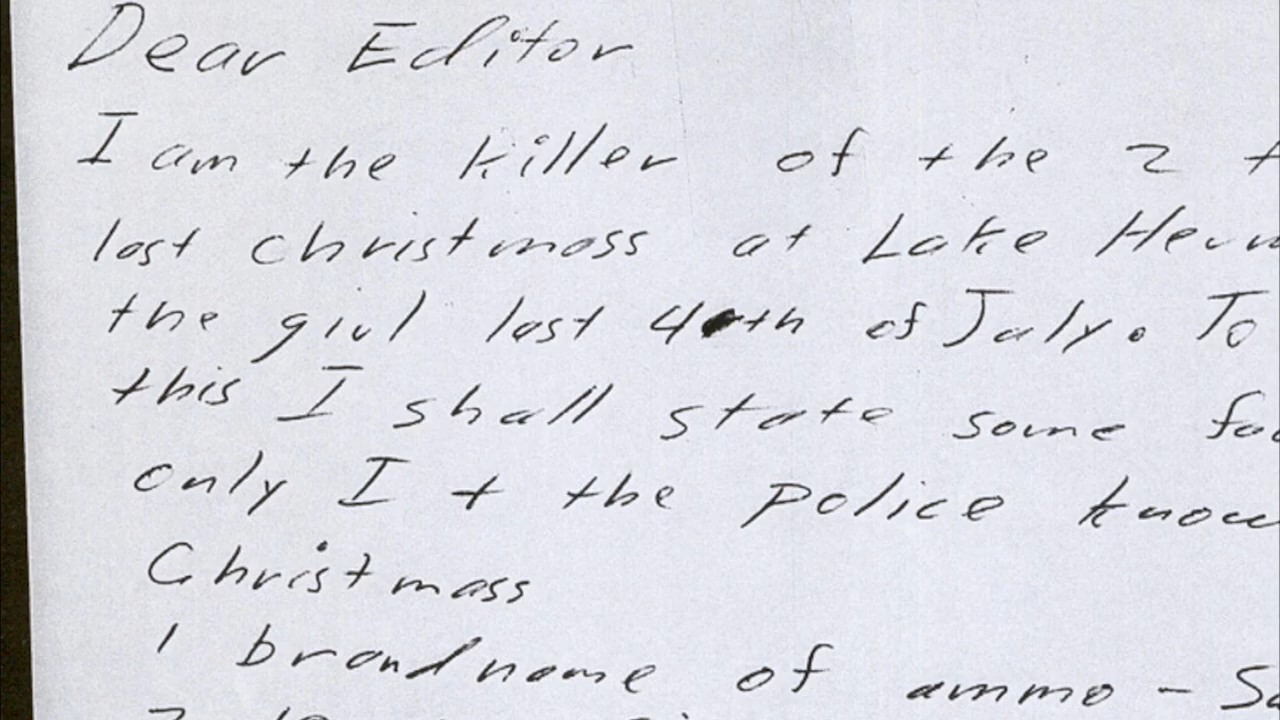 Dear Editor
I am the killer of the 2
last christmass at Lake
the girl last 4th of July. To
this I shall state some
only I + the police know
Christmass
1 brand name of ammo –